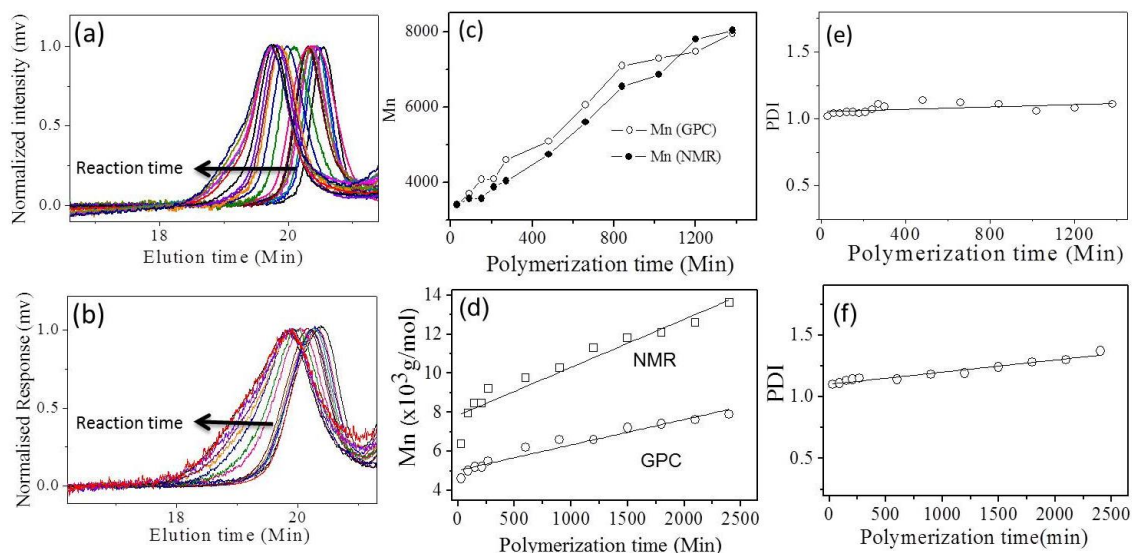 (a)
Normalized intensity (mv)
1.0
0.5
0.0
Reaction time
18
20
Elution time (Min)
(c)
Mn
8000
6000
4000
Mn (GPC)
Mn (NMR)
0
400
800
1200
Polymerization time (Min)
(e)
PDI
1.5
1.0
0.5
0
400
800
1200
Polymerization time (Min)
(b)
Normalised Response (mv)
1.0
0.5
0.0
Reaction time
18
20
Elution time (Min)
(d)
Mn (x10³g/mol)
14
12
10
8
6
4
NMR
GPC
0
500
1000
1500
2000
2500
Polymerization time (Min)
(f)
PDI
1.5
1.0
0
500
1000
1500
2000
2500
Polymerization time(min)